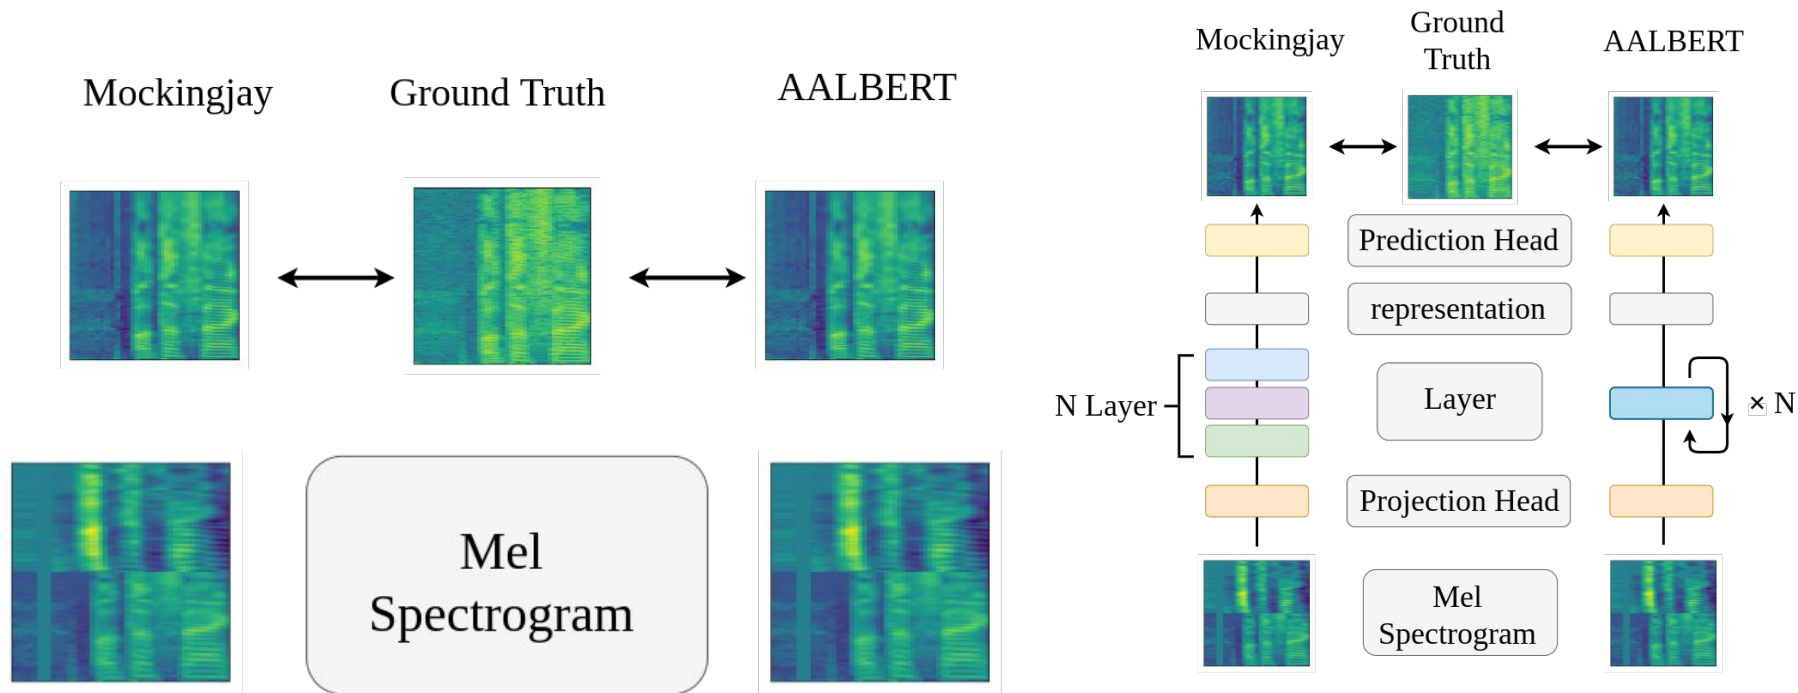 Mockingjay
Ground Truth
AALBERT
Mel
Spectrogram
Mockingjay
Ground
Truth
AALBERT
Prediction Head
representation
N Layer
Layer
× N
Projection Head
Mel
Spectrogram